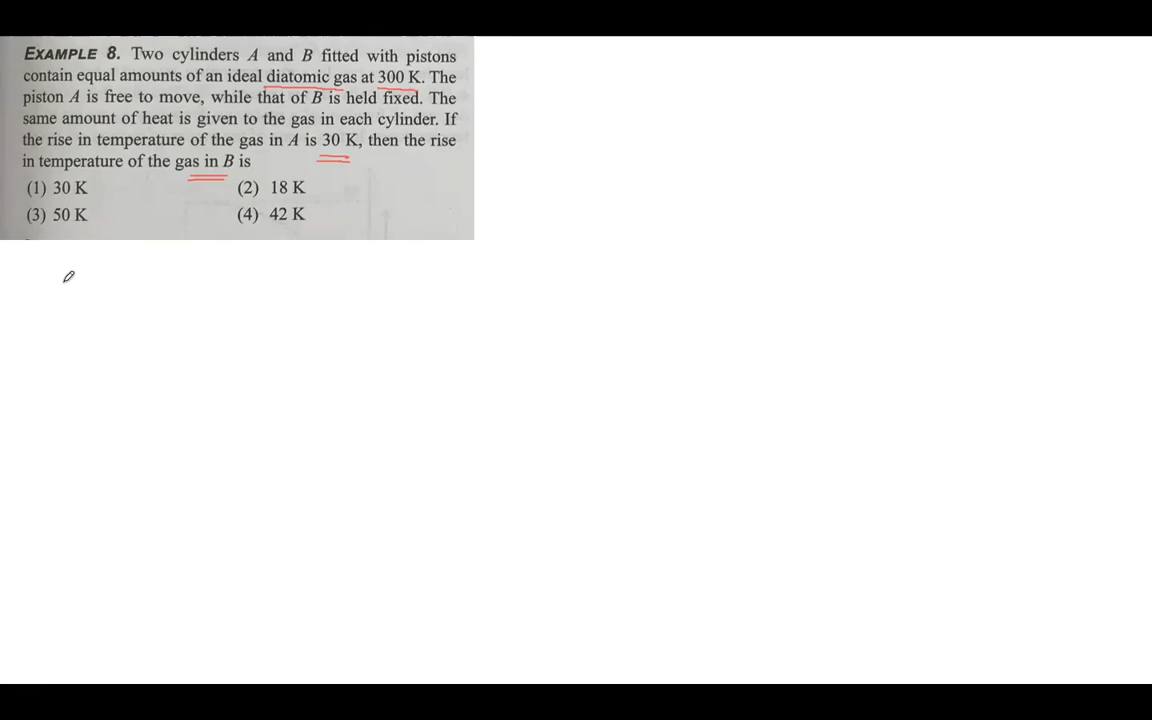 EXAMPLE 8. Two cylinders A and B fitted with pistons
contain equal amounts of an ideal diatomic gas at 300 K. The
piston A is free to move, while that of B is held fixed. The
same amount of heat is given to the gas in each cylinder. If
the rise in temperature of the gas in A is 30 K, then the rise
in temperature of the gas in B is
(1) 30 K (2) 18 K
(3) 50 K (4) 42 K